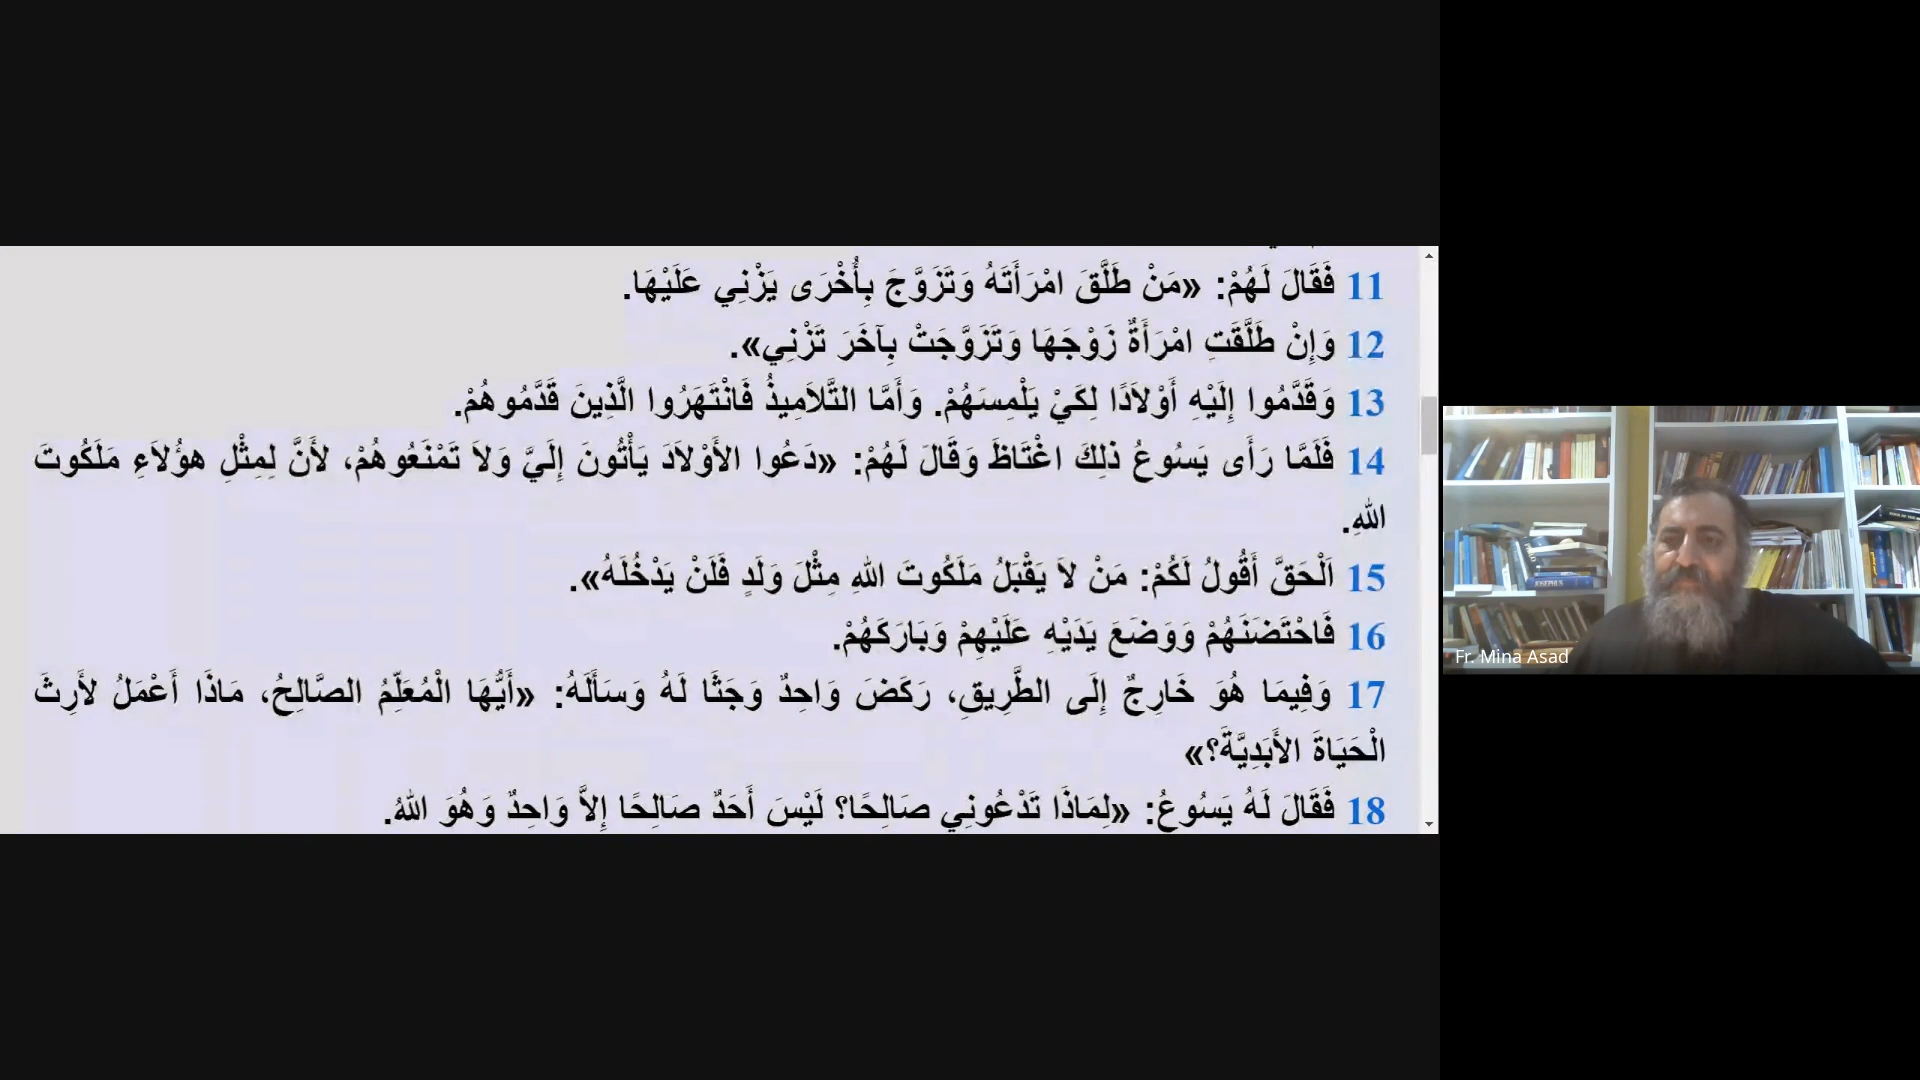 11 فَقَالَ لَهُمْ: «مَنْ طَلَّقَ امْرَأَتَهُ وَتَزَوَّجَ بِأُخْرَى يَزْنِي عَلَيْهَا.
12 وَإِنْ طَلَّقَتِ امْرَأَةٌ زَوْجَهَا وَتَزَوَّجَتْ بِآخَرَ تَزْنِي».
13 وَقَدَّمُوا إِلَيْهِ أَوْلاَدًا لِكَيْ يَلْمِسَهُمْ. وَأَمَّا التَّلاَمِيذُ فَانْتَهَرُوا الَّذِينَ قَدَّمُوهُمْ.
14 فَلَمَّا رَأَى يَسُوعُ ذلِكَ اغْتَاظَ وَقَالَ لَهُمْ: «دَعُوا الأَوْلاَدَ يَأْتُونَ إِلَيَّ وَلاَ تَمْنَعُوهُمْ، لأَنَّ لِمِثْلِ هؤُلاَءِ مَلَكُوتَ
اللهِ.
15 اَلْحَقَّ أَقُولُ لَكُمْ: مَنْ لاَ يَقْبَلُ مَلَكُوتَ اللهِ مِثْلَ وَلَدٍ فَلَنْ يَدْخُلَهُ».
16 فَاحْتَضَنَهُمْ وَوَضَعَ يَدَيْهِ عَلَيْهِمْ وَبَارَكَهُمْ.
17 وَفِيمَا هُوَ خَارِجٌ إِلَى الطَّرِيقِ، رَكَضَ وَاحِدٌ وَجَثَا لَهُ وَسَأَلَهُ: «أَيُّهَا الْمُعَلِّمُ الصَّالِحُ، مَاذَا أَعْمَلُ لأَرِثَ
الْحَيَاةَ الأَبَدِيَّةَ؟»
18 فَقَالَ لَهُ يَسُوعُ: «لِمَاذَا تَدْعُونِي صَالِحًا؟ لَيْسَ أَحَدٌ صَالِحًا إِلاَّ وَاحِدٌ وَهُوَ اللهُ.
JOSEPHUS
Fr. Mina Asad